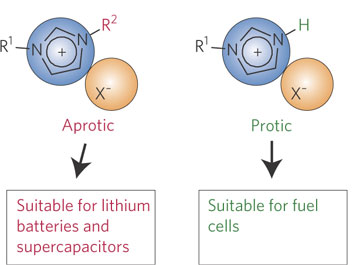 R²
R¹
N
N
+
X⁻
Aprotic
Suitable for lithium
batteries and
supercapacitors
H
R¹
N
N
+
X⁻
Protic
Suitable for fuel
cells